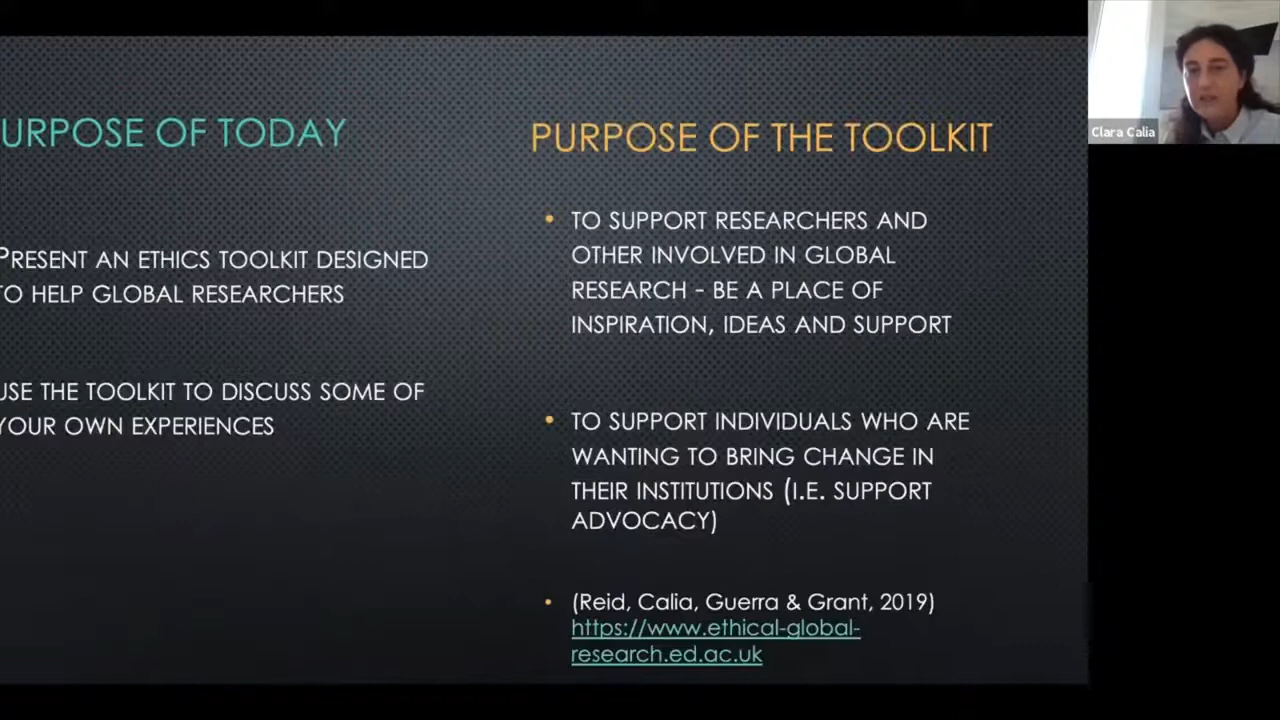 URPOSE OF TODAY
PRESENT AN ETHICS TOOLKIT DESIGNED
TO HELP GLOBAL RESEARCHERS
USE THE TOOLKIT TO DISCUSS SOME OF
YOUR OWN EXPERIENCES
PURPOSE OF THE TOOLKIT
• TO SUPPORT RESEARCHERS AND
OTHER INVOLVED IN GLOBAL
RESEARCH - BE A PLACE OF
INSPIRATION, IDEAS AND SUPPORT
• TO SUPPORT INDIVIDUALS WHO ARE
WANTING TO BRING CHANGE IN
THEIR INSTITUTIONS (I.E. SUPPORT
ADVOCACY)
• (Reid, Calia, Guerra & Grant, 2019)
https://www.ethical-global-
research.ed.ac.uk
Clara Calia